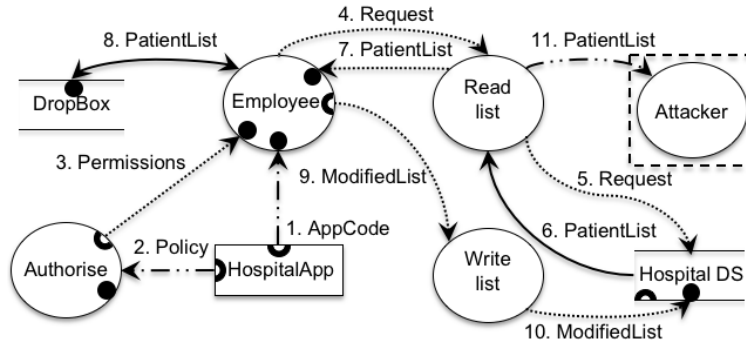 4. Request
8. PatientList
7. PatientList
11. PatientList
DropBox
Employee
Read
list
Attacker
3. Permissions
9. ModifiedList
5. Request
1. AppCode
2. Policy
6. PatientList
Authorise
HospitalApp
Write
list
Hospital DS
10. ModifiedList